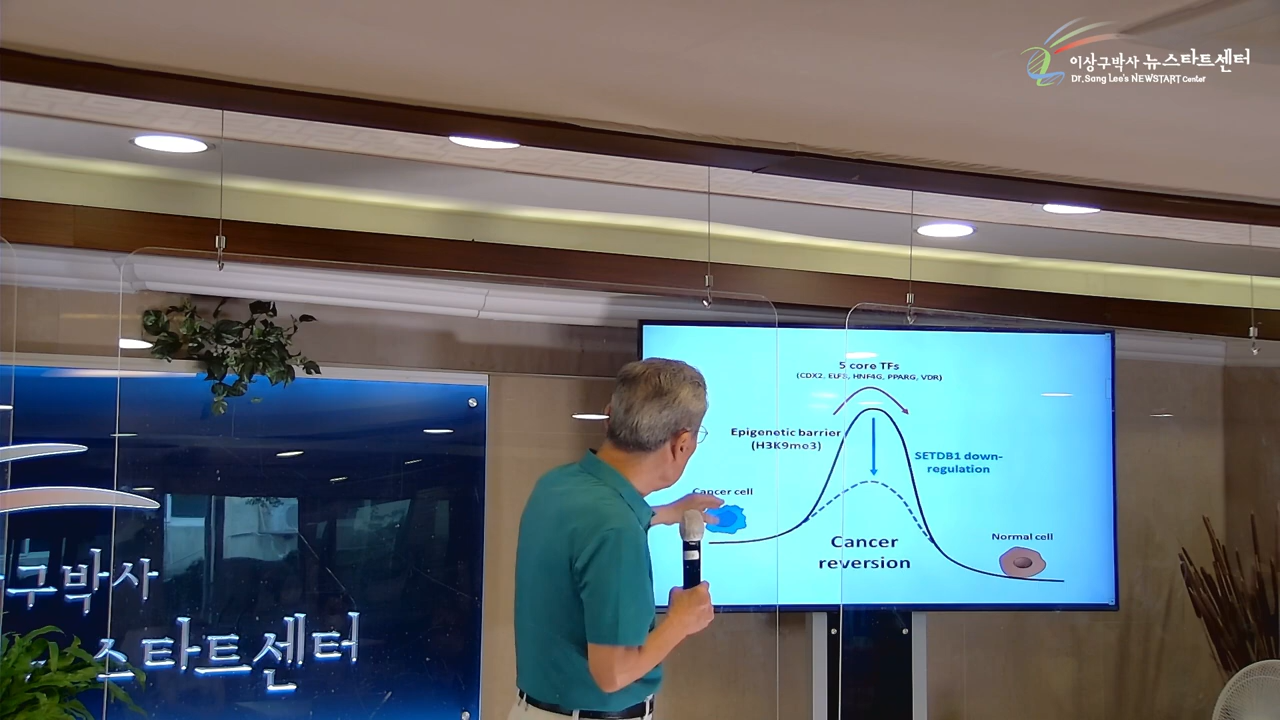 이상구박사 뉴스타트센터
Dr. Sang Lee's NEWSTART Center
5 core TFs
(CDX2, ELF3, HNF4G, PPARG, VDR)
Epigenetic barrier
(H3K9me3)
SETDB1 down-
regulation
Cancer cell
Normal cell
Cancer
reversion
구박사
스타트센터